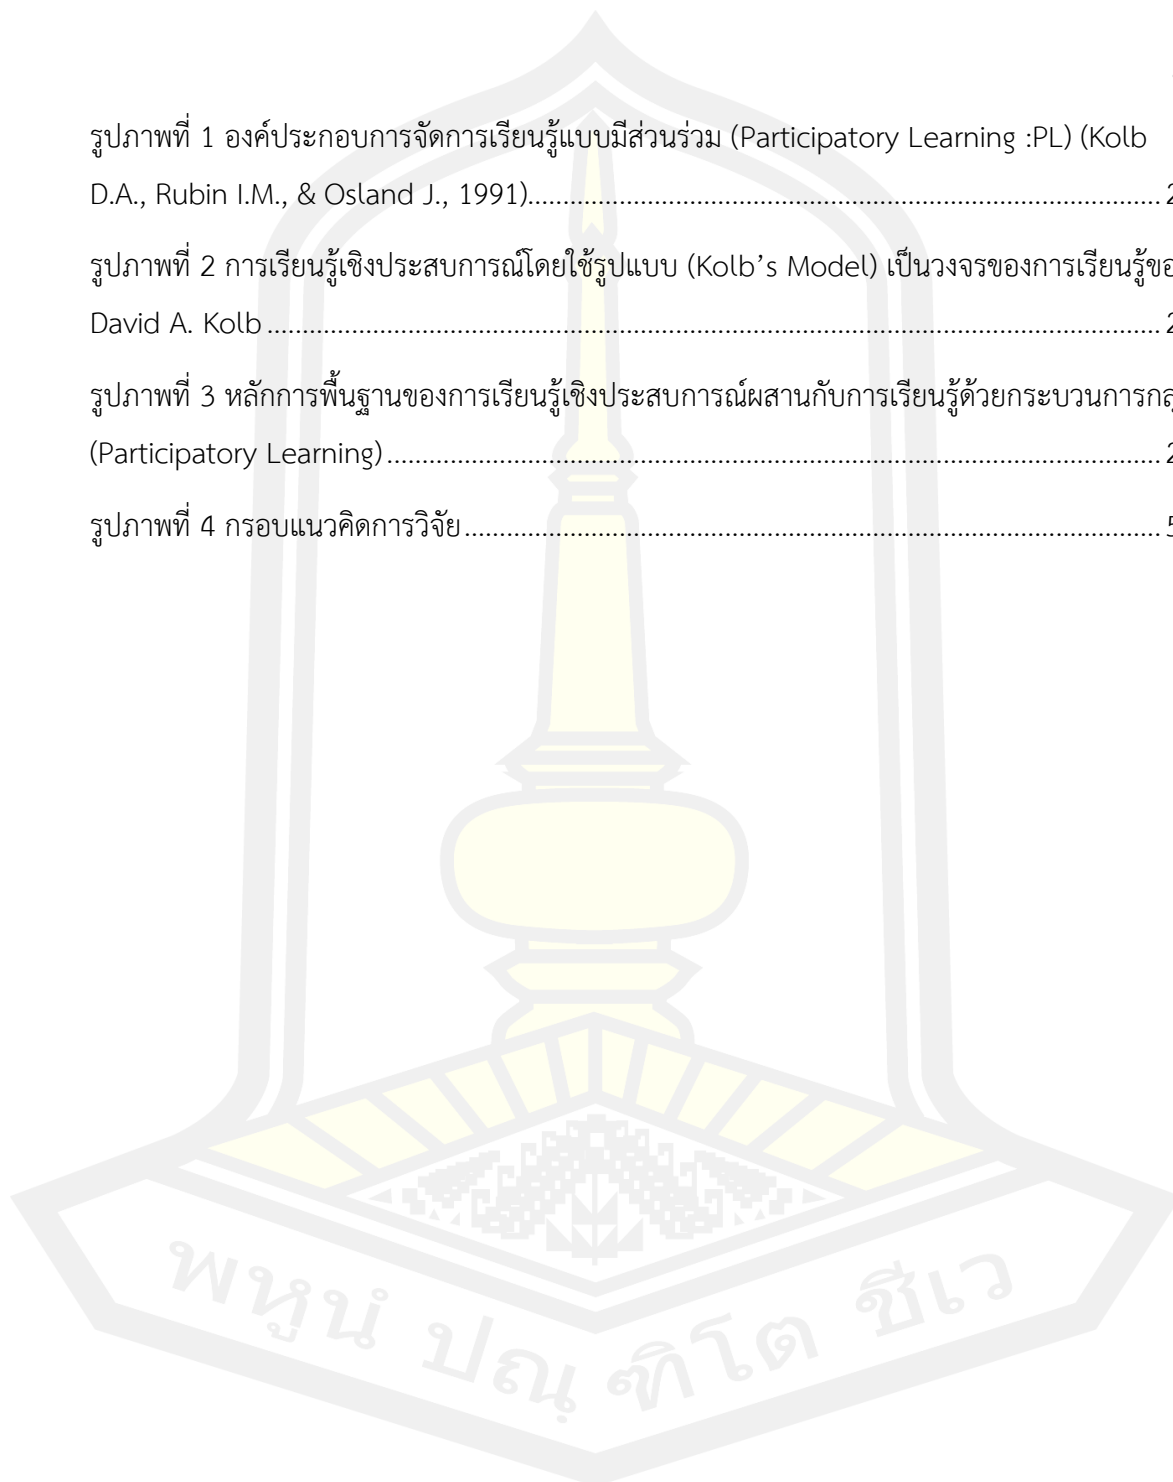 รูปภาพที่ 1 องค์ประกอบการจัดการเรียนรู้แบบมีส่วนร่วม (Participatory Learning :PL) (Kolb
D.A., Rubin I.M., & Osland J., 1991)................................................................................ 2
รูปภาพที่ 2 การเรียนรู้เชิงประสบการณ์โดยใช้รูปแบบ (Kolb’s Model) เป็นวงจรของการเรียนรู้ขอ
David A. Kolb................................................................................................................ 2
รูปภาพที่ 3 หลักการพื้นฐานของการเรียนรู้เชิงประสบการณ์ผสานกับการเรียนรู้ด้วยกระบวนการกลุ
(Participatory Learning)................................................................................................. 2
รูปภาพที่ 4 กรอบแนวคิดการวิจัย....................................................................................... 5
พหูนํ ปณฺฑิโต ชีเว